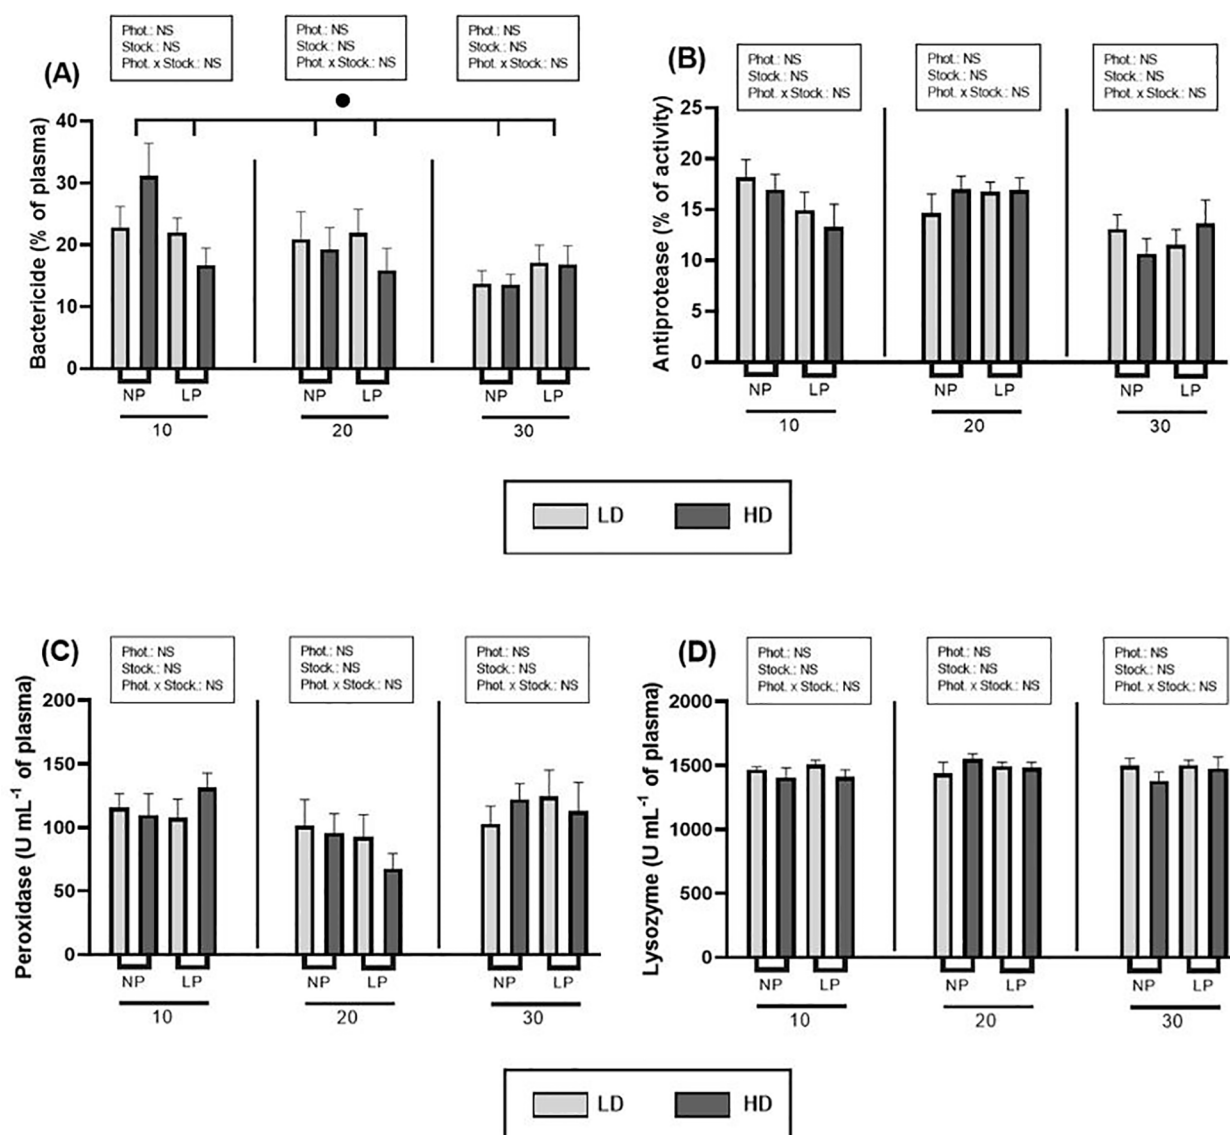 (A)
Phot.: NS
Stock.: NS
Phot. x Stock.: NS
Phot.: NS
Stock.: NS
Phot. x Stock.: NS
Phot.: NS
Stock.: NS
Phot. x Stock.: NS
Bactericide (% of plasma)
40
30
20
10
0
NP LP NP LP NP LP
10 20 30
(B)
Phot.: NS
Stock.: NS
Phot. x Stock.: NS
Phot.: NS
Stock.: NS
Phot. x Stock.: NS
Phot.: NS
Stock.: NS
Phot. x Stock.: NS
Antiprotease (% of activity)
25
20
15
10
5
0
NP LP NP LP NP LP
10 20 30
LD HD
(C)
Phot.: NS
Stock.: NS
Phot. x Stock.: NS
Phot.: NS
Stock.: NS
Phot. x Stock.: NS
Phot.: NS
Stock.: NS
Phot. x Stock.: NS
Peroxidase (U mL⁻¹ of plasma)
200
150
100
50
0
NP LP NP LP NP LP
10 20 30
(D)
Phot.: NS
Stock.: NS
Phot. x Stock.: NS
Phot.: NS
Stock.: NS
Phot. x Stock.: NS
Phot.: NS
Stock.: NS
Phot. x Stock.: NS
Lysozyme (U mL⁻¹ of plasma)
2000
1500
1000
500
0
NP LP NP LP NP LP
10 20 30
LD HD